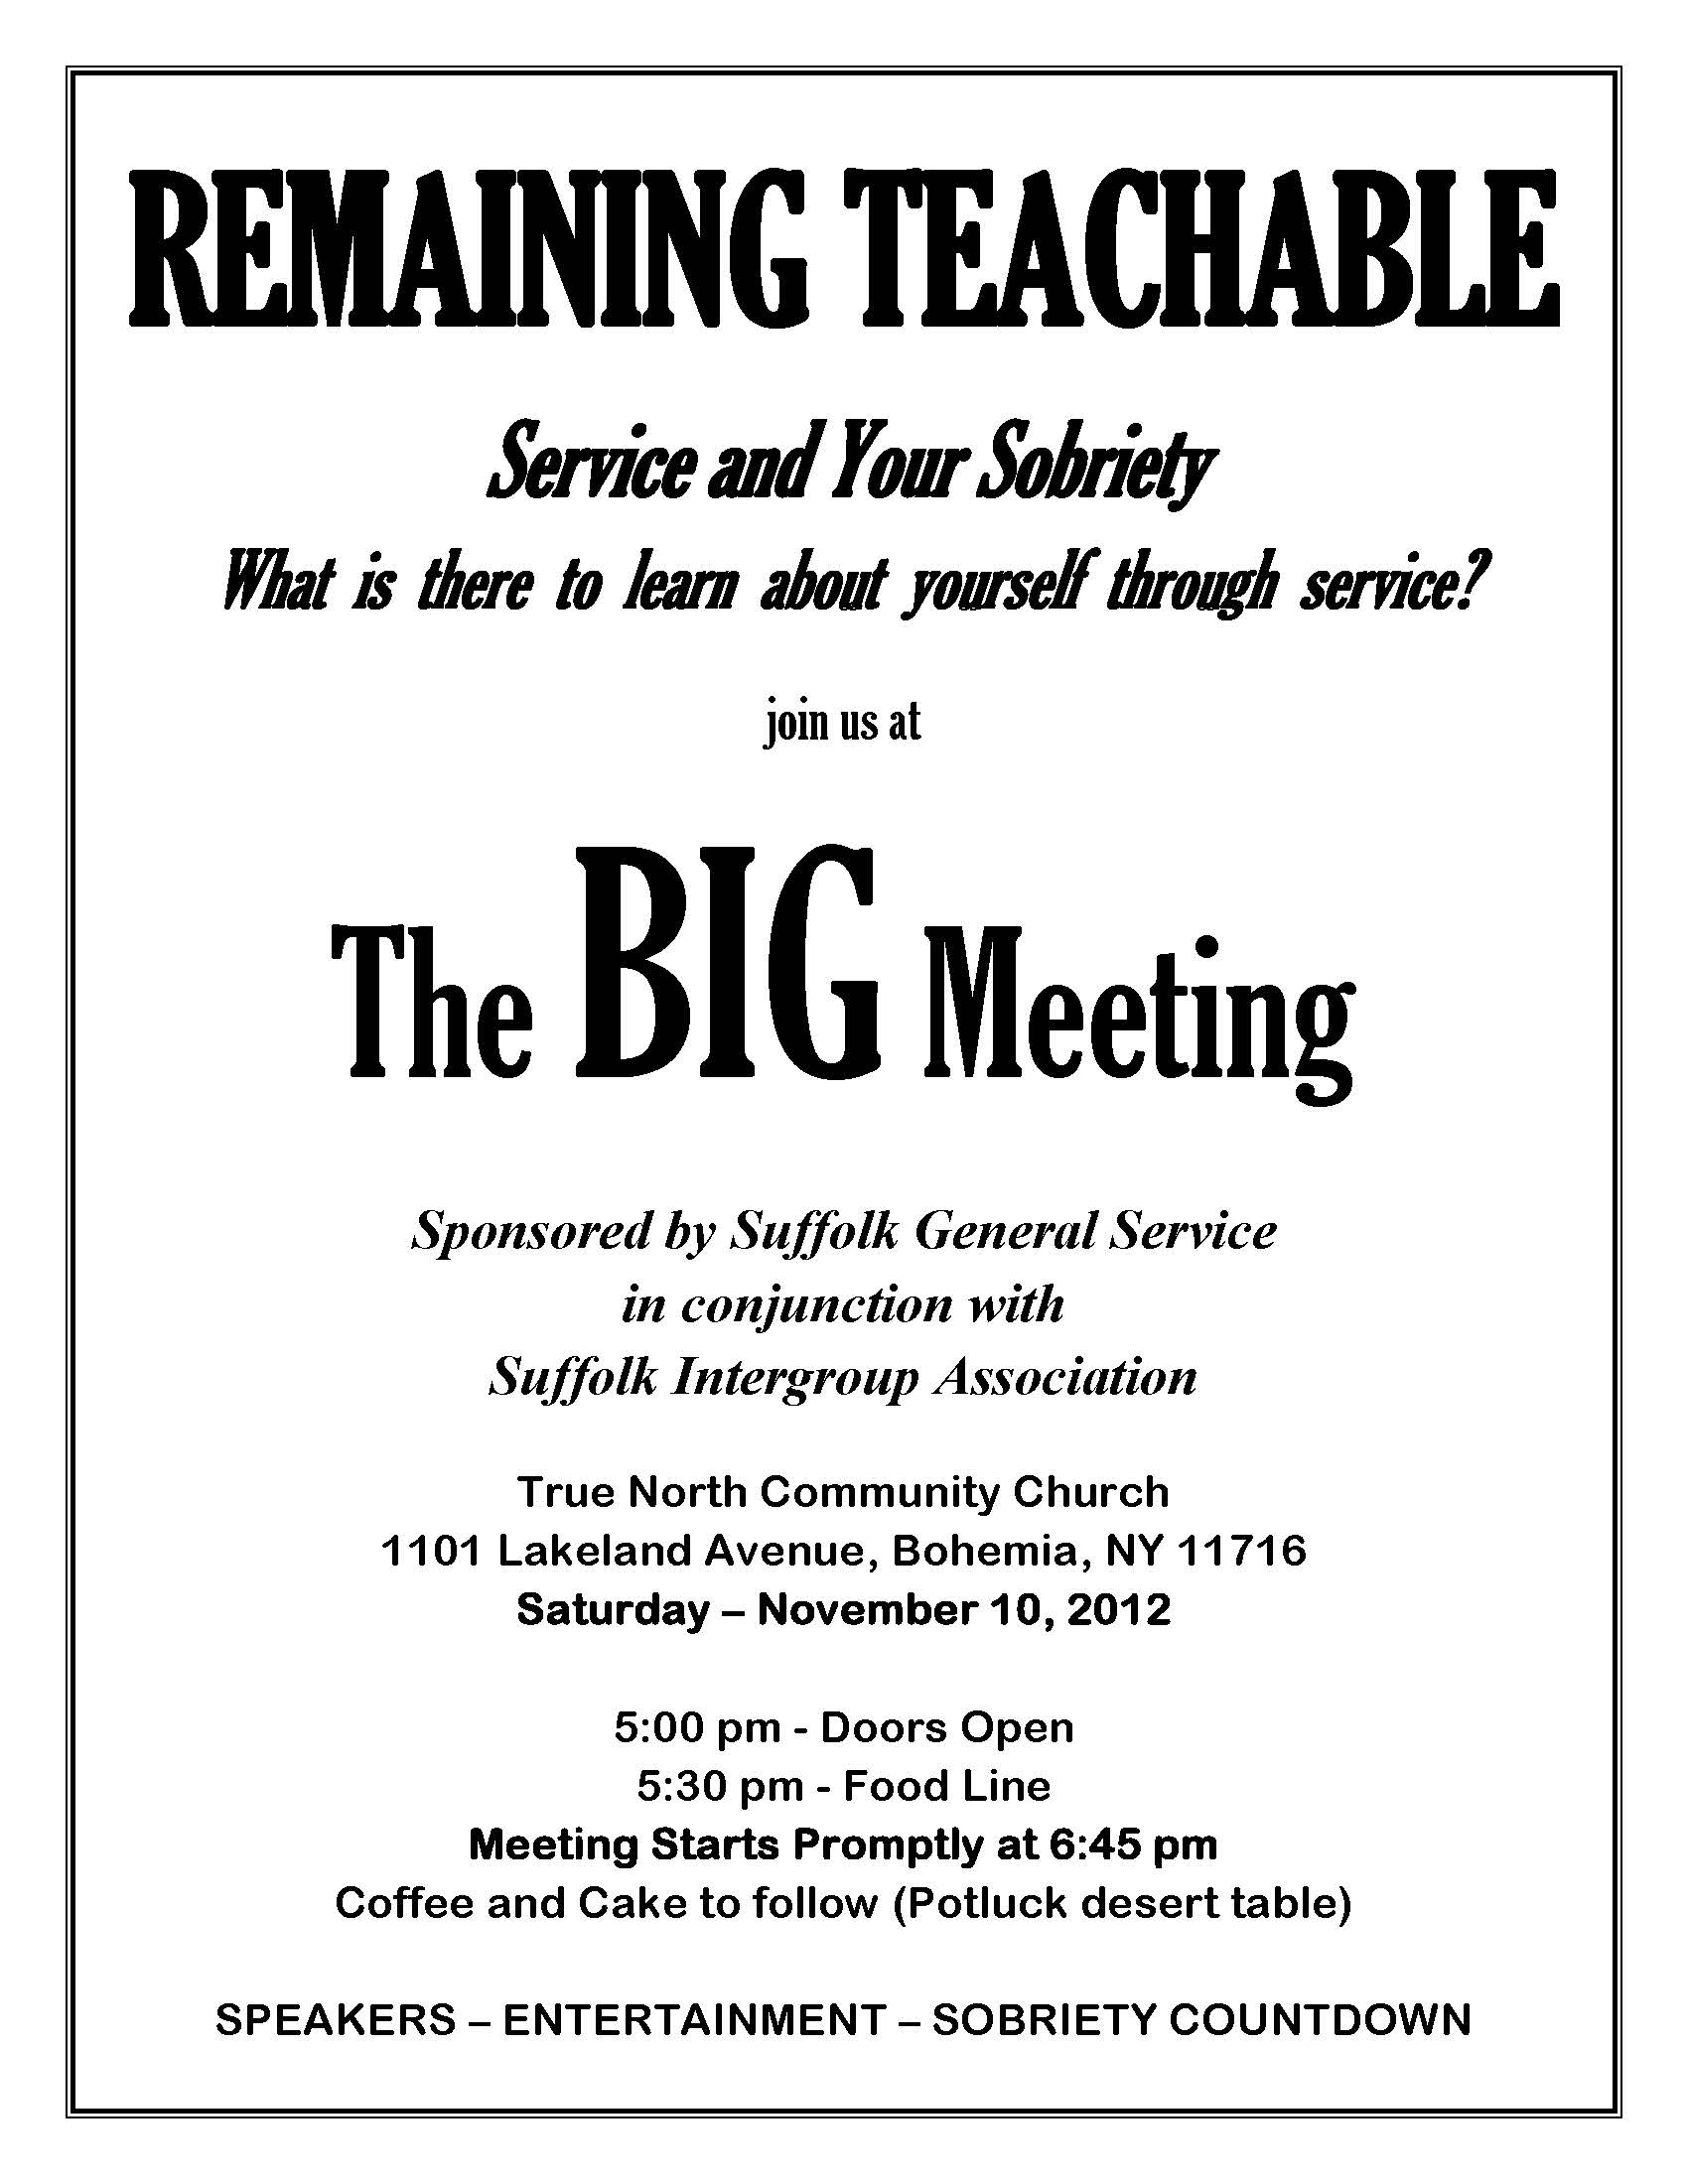 REMAINING TEACHABLE
Service and Your Sobriety
What is there to learn about yourself through service?
join us at
The BIG Meeting
Sponsored by Suffolk General Service
in conjunction with
Suffolk Intergroup Association
True North Community Church
1101 Lakeland Avenue, Bohemia, NY 11716
Saturday – November 10, 2012
5:00 pm - Doors Open
5:30 pm - Food Line
Meeting Starts Promptly at 6:45 pm
Coffee and Cake to follow (Potluck desert table)
SPEAKERS – ENTERTAINMENT – SOBRIETY COUNTDOWN